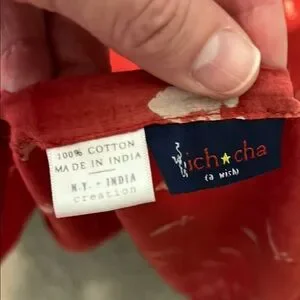 100% COTTON
MADE IN INDIA
N.Y. - INDIA
creation
ich★cha
(a wish)